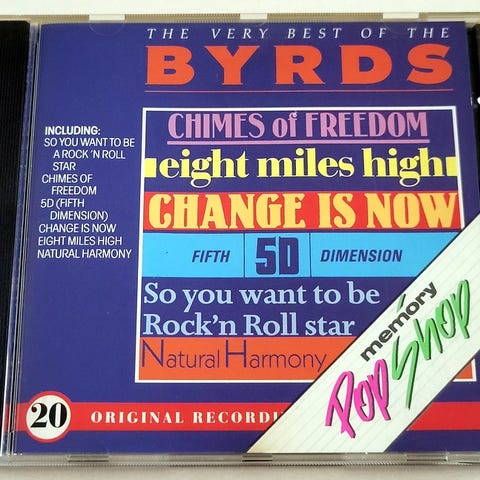 THE VERY BEST OF THE
BYRDS
INCLUDING:
SO YOU WANT TO BE
A ROCK 'N ROLL
STAR
CHIMES OF
FREEDOM
5D (FIFTH
DIMENSION)
CHANGE IS NOW
EIGHT MILES HIGH
NATURAL HARMONY
CHIMES of FREEDOM
eight miles high
CHANGE IS NOW
FIFTH 5D DIMENSION
So you want to be
Rock'n Roll star
Natural Harmony
memory
Pop Shop
20 ORIGINAL RECORDI